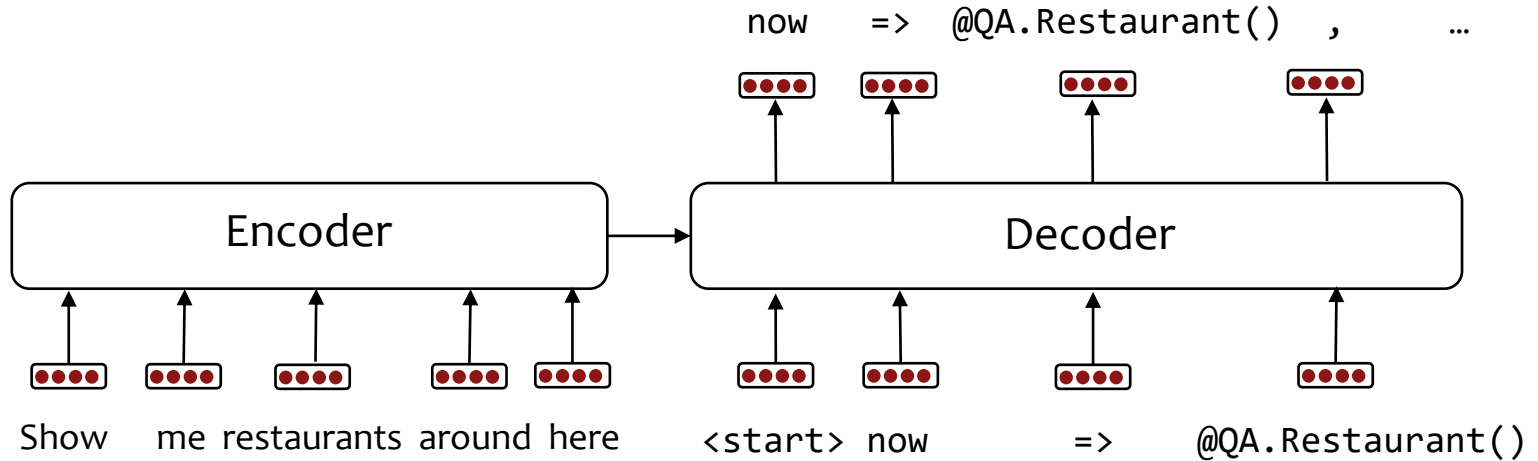 now => @QA.Restaurant() , …
Encoder
Decoder
Show me restaurants around here
<start> now => @QA.Restaurant()